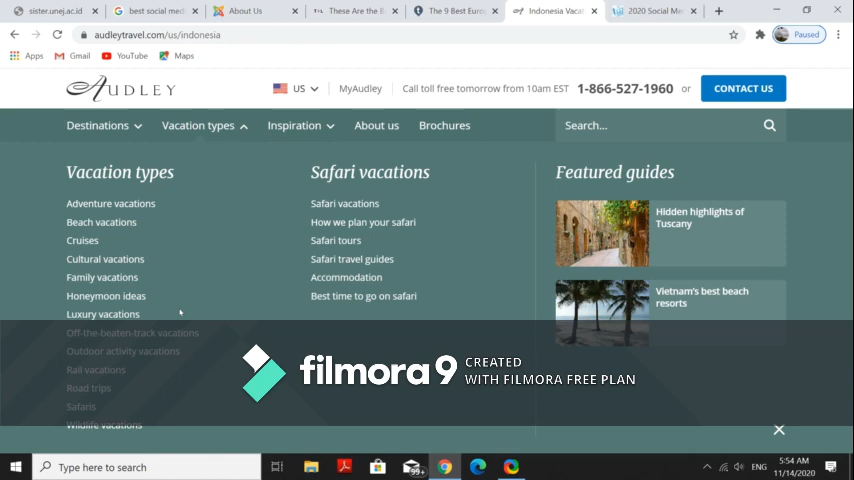 sister.unej.ac.id
best social med
About Us
These Are the B
The 9 Best Euro
Indonesia Vacat
2020 Social Me
audleytravel.com/us/indonesia
Paused
Apps
Gmail
YouTube
Maps
AUDLEY
US
MyAudley
Call toll free tomorrow from 10am EST
1-866-527-1960
or
CONTACT US
Destinations
Vacation types
Inspiration
About us
Brochures
Search...
Vacation types
Adventure vacations
Beach vacations
Cruises
Cultural vacations
Family vacations
Honeymoon ideas
Luxury vacations
Off-the-beaten-track vacations
Outdoor activity vacations
Rail vacations
Road trips
Safaris
Wildlife vacations
Safari vacations
Safari vacations
How we plan your safari
Safari tours
Safari travel guides
Accommodation
Best time to go on safari
Featured guides
Hidden highlights of
Tuscany
Vietnam's best beach
resorts
filmora9
CREATED
WITH FILMORA FREE PLAN
Type here to search
99+
ENG
5:54 AM
11/14/2020